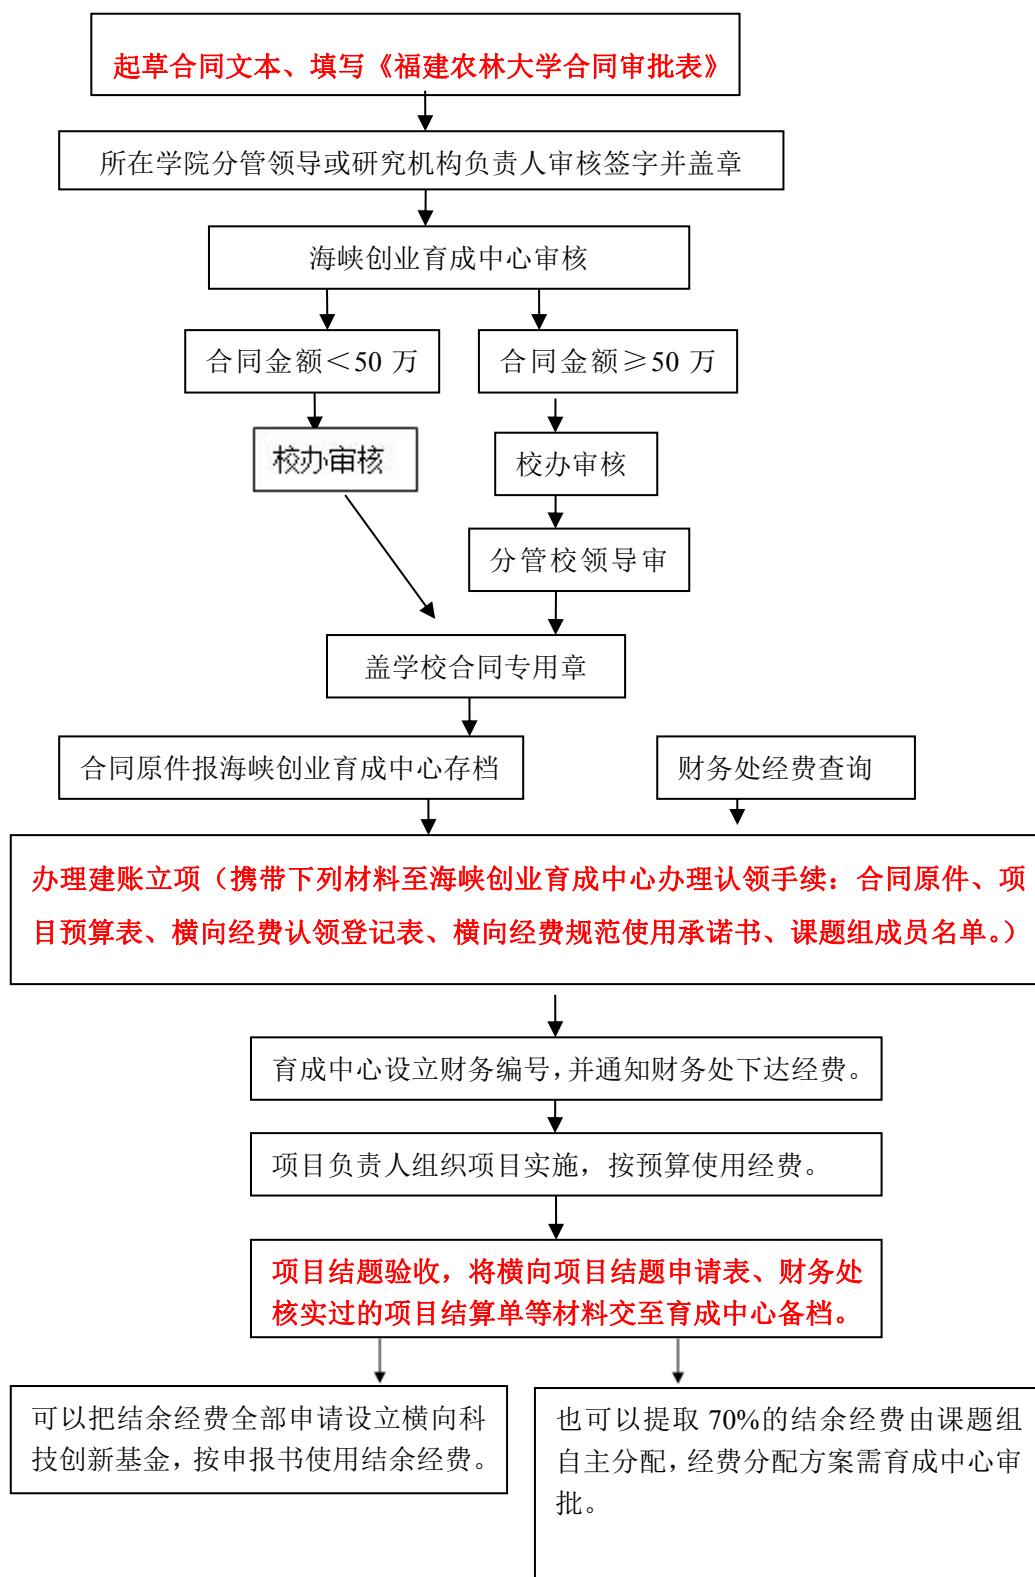 起草合同文本、填写《福建农林大学合同审批表》
所在学院分管领导或研究机构负责人审核签字并盖章
海峡创业育成中心审核
合同金额＜50 万
合同金额≥50 万
校办审核
校办审核
分管校领导审
盖学校合同专用章
合同原件报海峡创业育成中心存档
财务处经费查询
办理建账立项（携带下列材料至海峡创业育成中心办理认领手续：合同原件、项
目预算表、横向经费认领登记表、横向经费规范使用承诺书、课题组成员名单。）
育成中心设立财务编号，并通知财务处下达经费。
项目负责人组织项目实施，按预算使用经费。
项目结题验收，将横向项目结题申请表、财务处
核实过的项目结算单等材料交至育成中心备档。
可以把结余经费全部申请设立横向科
技创新基金，按申报书使用结余经费。
也可以提取 70%的结余经费由课题组
自主分配，经费分配方案需育成中心审
批。